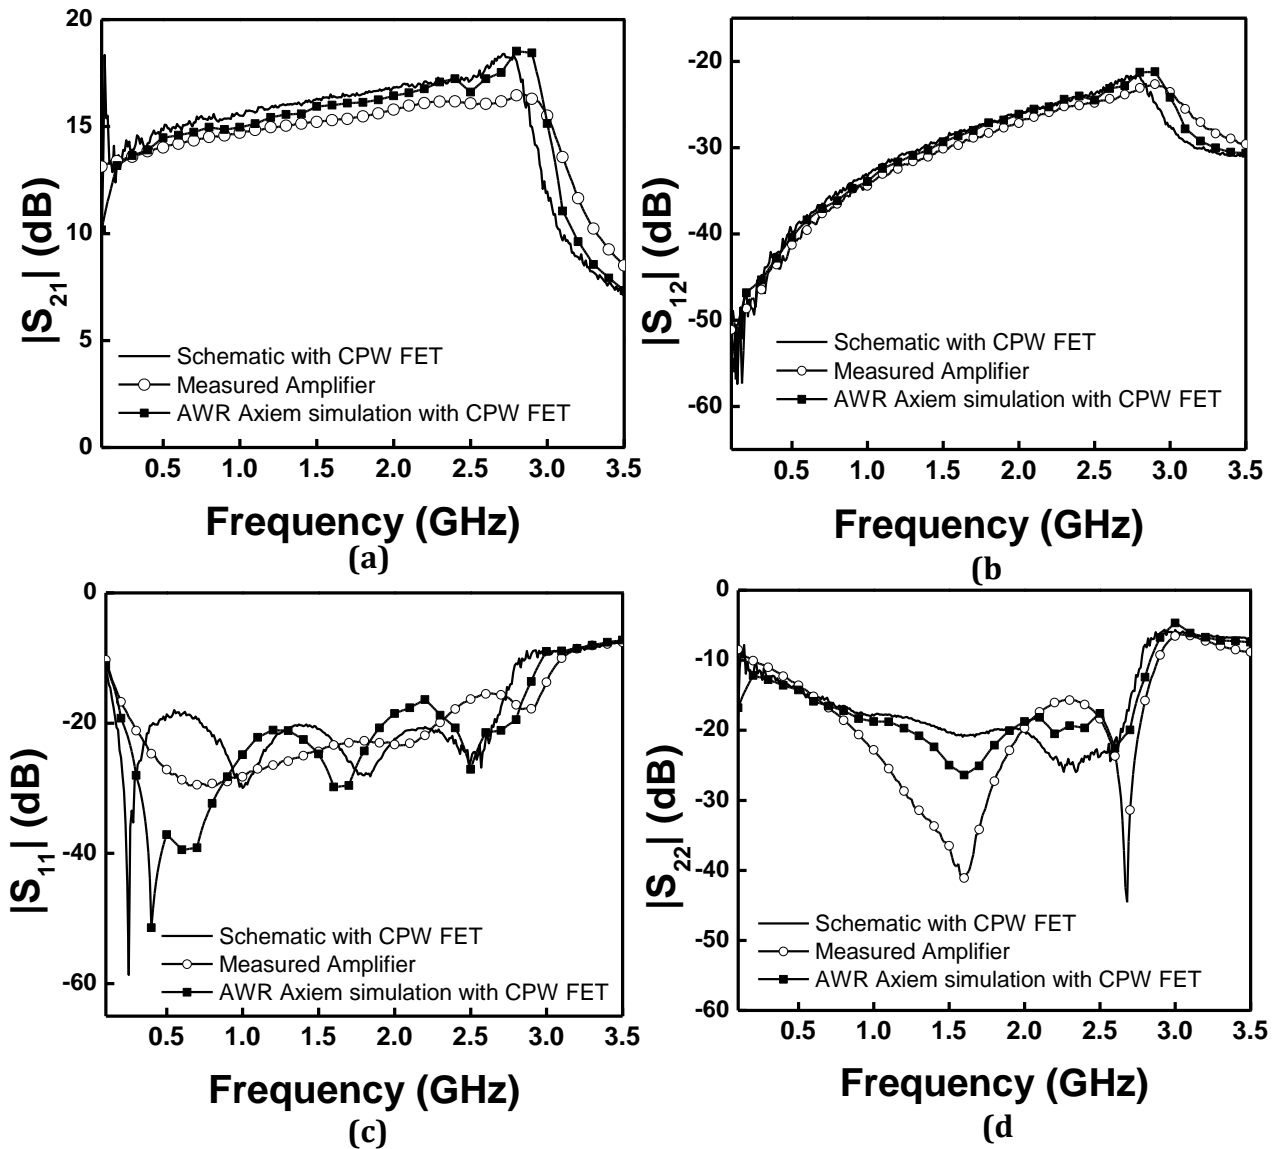 20
15
10
5
0
|S21| (dB)
Schematic with CPW FET
Measured Amplifier
AWR Axiem simulation with CPW FET
0.5 1.0 1.5 2.0 2.5 3.0 3.5
Frequency (GHz)
(a)
-20
-30
-40
-50
-60
|S12| (dB)
Schematic with CPW FET
Measured Amplifier
AWR Axiem simulation with CPW FET
0.5 1.0 1.5 2.0 2.5 3.0 3.5
Frequency (GHz)
(b
0
-20
-40
-60
|S11| (dB)
Schematic with CPW FET
Measured Amplifier
AWR Axiem simulation with CPW FET
0.5 1.0 1.5 2.0 2.5 3.0 3.5
Frequency (GHz)
(c)
0
-10
-20
-30
-40
-50
-60
|S22| (dB)
Schematic with CPW FET
Measured Amplifier
AWR Axiem simulation with CPW FET
0.5 1.0 1.5 2.0 2.5 3.0 3.5
Frequency (GHz)
(d